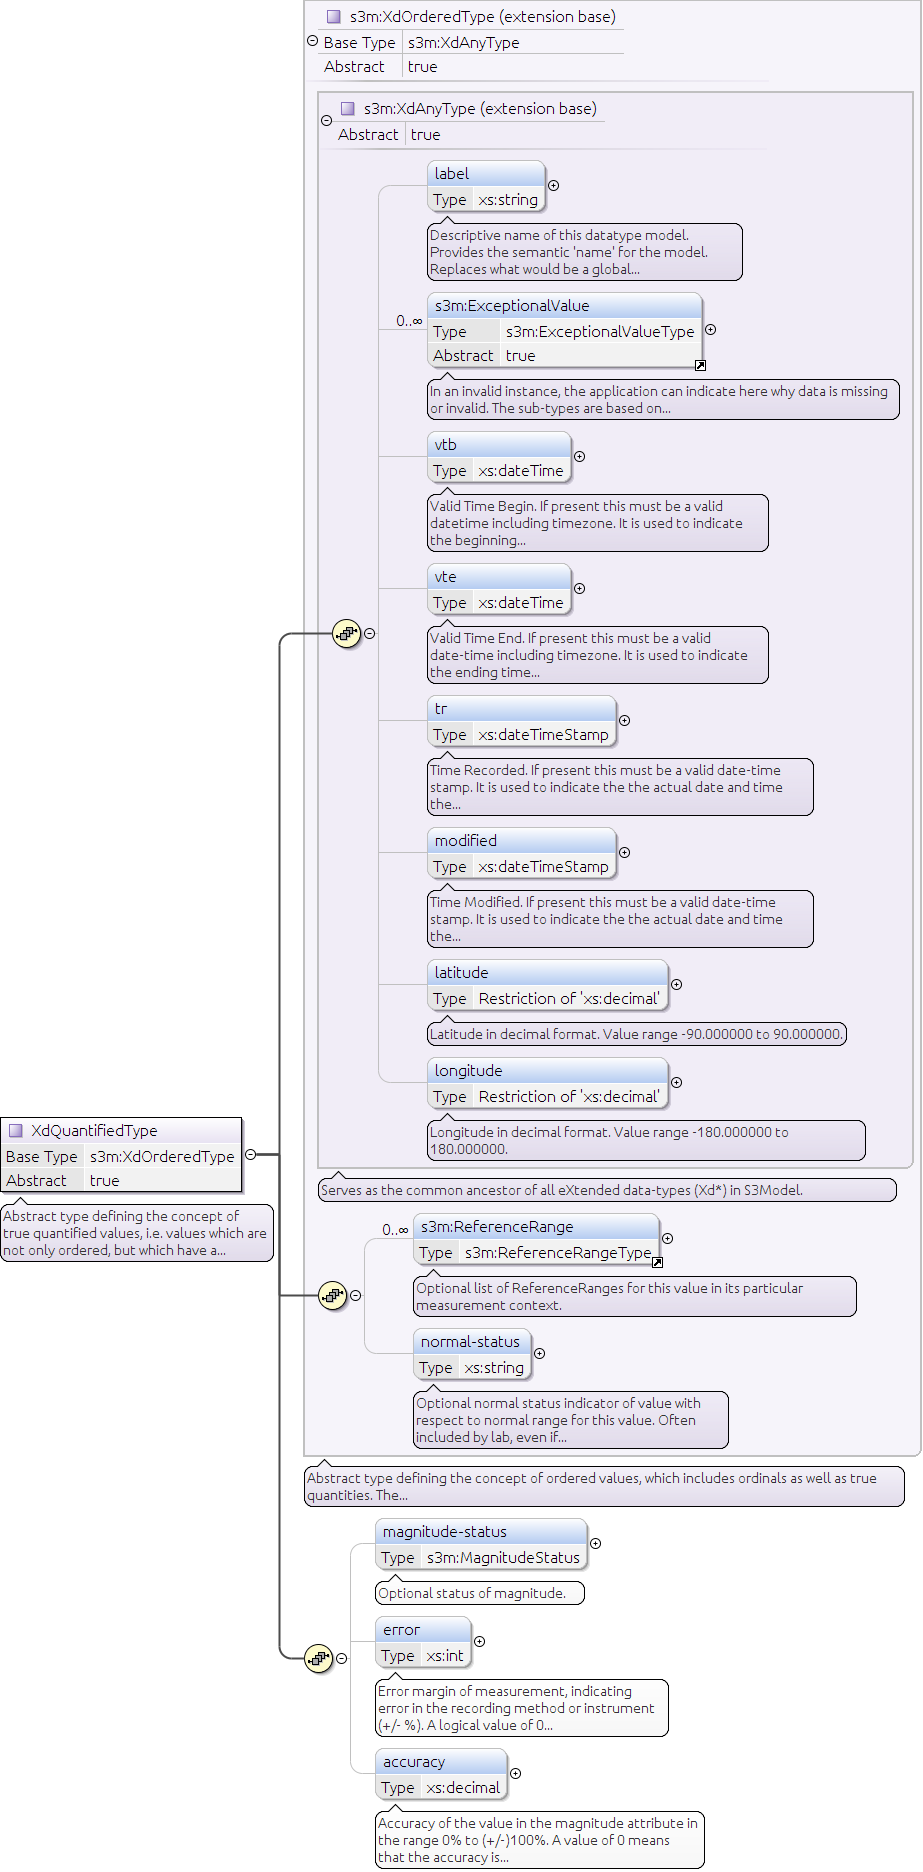 s3m:XdOrderedType (extension base)
Base Type s3m:XdAnyType
Abstract true
s3m:XdAnyType (extension base)
Abstract true
label
Type xs:string
Descriptive name of this datatype model.
Provides the semantic 'name' for the model.
Replaces what would be a global...
0..∞
s3m:ExceptionalValue
Type s3m:ExceptionalValueType
Abstract true
In an invalid instance, the application can indicate here why data is missing
or invalid. The sub-types are based on...
vtb
Type xs:dateTime
Valid Time Begin. If present this must be a valid
datetime including timezone. It is used to indicate
the beginning...
vte
Type xs:dateTime
Valid Time End. If present this must be a valid
date-time including timezone. It is used to indicate
the ending time...
tr
Type xs:dateTimeStamp
Time Recorded. If present this must be a valid date-time
stamp. It is used to indicate the the actual date and time
the...
modified
Type xs:dateTimeStamp
Time Modified. If present this must be a valid date-time
stamp. It is used to indicate the the actual date and time
the...
latitude
Type Restriction of 'xs:decimal'
Latitude in decimal format. Value range -90.000000 to 90.000000.
longitude
Type Restriction of 'xs:decimal'
Longitude in decimal format. Value range -180.000000 to
180.000000.
Serves as the common ancestor of all eXtended data-types (Xd*) in S3Model.
XdQuantifiedType
Base Type s3m:XdOrderedType
Abstract true
Abstract type defining the concept of
true quantified values, i.e. values which are
not only ordered, but which have a...
0..∞
s3m:ReferenceRange
Type s3m:ReferenceRangeType
Optional list of ReferenceRanges for this value in its particular
measurement context.
normal-status
Type xs:string
Optional normal status indicator of value with
respect to normal range for this value. Often
included by lab, even if...
Abstract type defining the concept of ordered values, which includes ordinals as well as true
quantities. The...
magnitude-status
Type s3m:MagnitudeStatus
Optional status of magnitude.
error
Type xs:int
Error margin of measurement, indicating
error in the recording method or instrument
(+/- %). A logical value of 0...
accuracy
Type xs:decimal
Accuracy of the value in the magnitude attribute in
the range 0% to (+/-)100%. A value of 0 means
that the accuracy is...